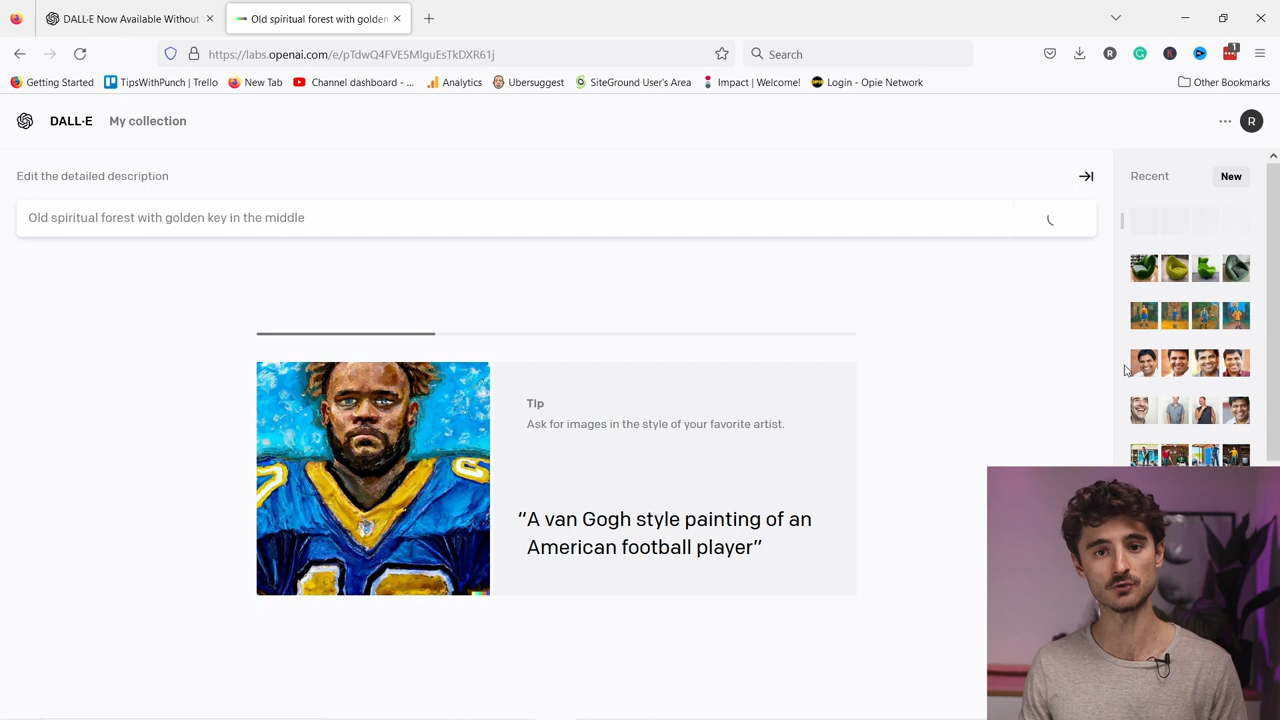 DALL·E Now Available Without
Old spiritual forest with golden
https://labs.openai.com/e/pTdwQ4FVE5MlguEsTkDXR61j
Search
R
K
1
Getting Started
TipsWithPunch | Trello
New Tab
Channel dashboard - ...
Analytics
Ubersuggest
SiteGround User's Area
Impact | Welcome!
Login - Opie Network
Other Bookmarks
DALL·E
My collection
R
Edit the detailed description
Recent
New
Old spiritual forest with golden key in the middle
Tip
Ask for images in the style of your favorite artist.
“A van Gogh style painting of an
American football player”